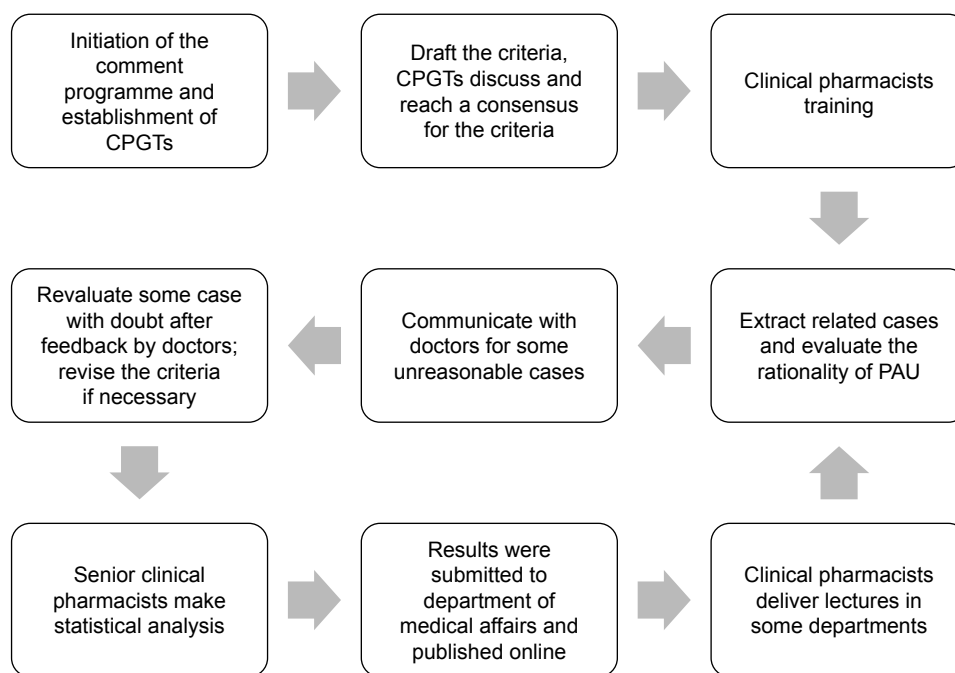 Initiation of the
comment
programme and
establishment of
CPGTs
Draft the criteria,
CPGTs discuss and
reach a consensus
for the criteria
Clinical pharmacists
training
Extract related cases
and evaluate the
rationality of PAU
Communicate with
doctors for some
unreasonable cases
Revaluate some case
with doubt after
feedback by doctors;
revise the criteria
if necessary
Senior clinical
pharmacists make
statistical analysis
Results were
submitted to
department of
medical affairs and
published online
Clinical pharmacists
deliver lectures in
some departments